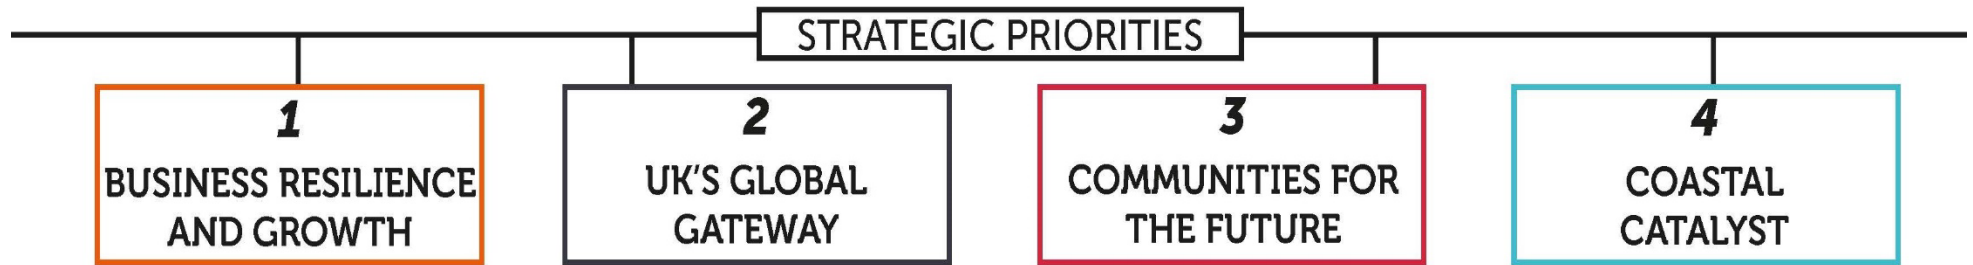 STRATEGIC PRIORITIES
1
BUSINESS RESILIENCE
AND GROWTH
2
UK'S GLOBAL
GATEWAY
3
COMMUNITIES FOR
THE FUTURE
4
COASTAL
CATALYST